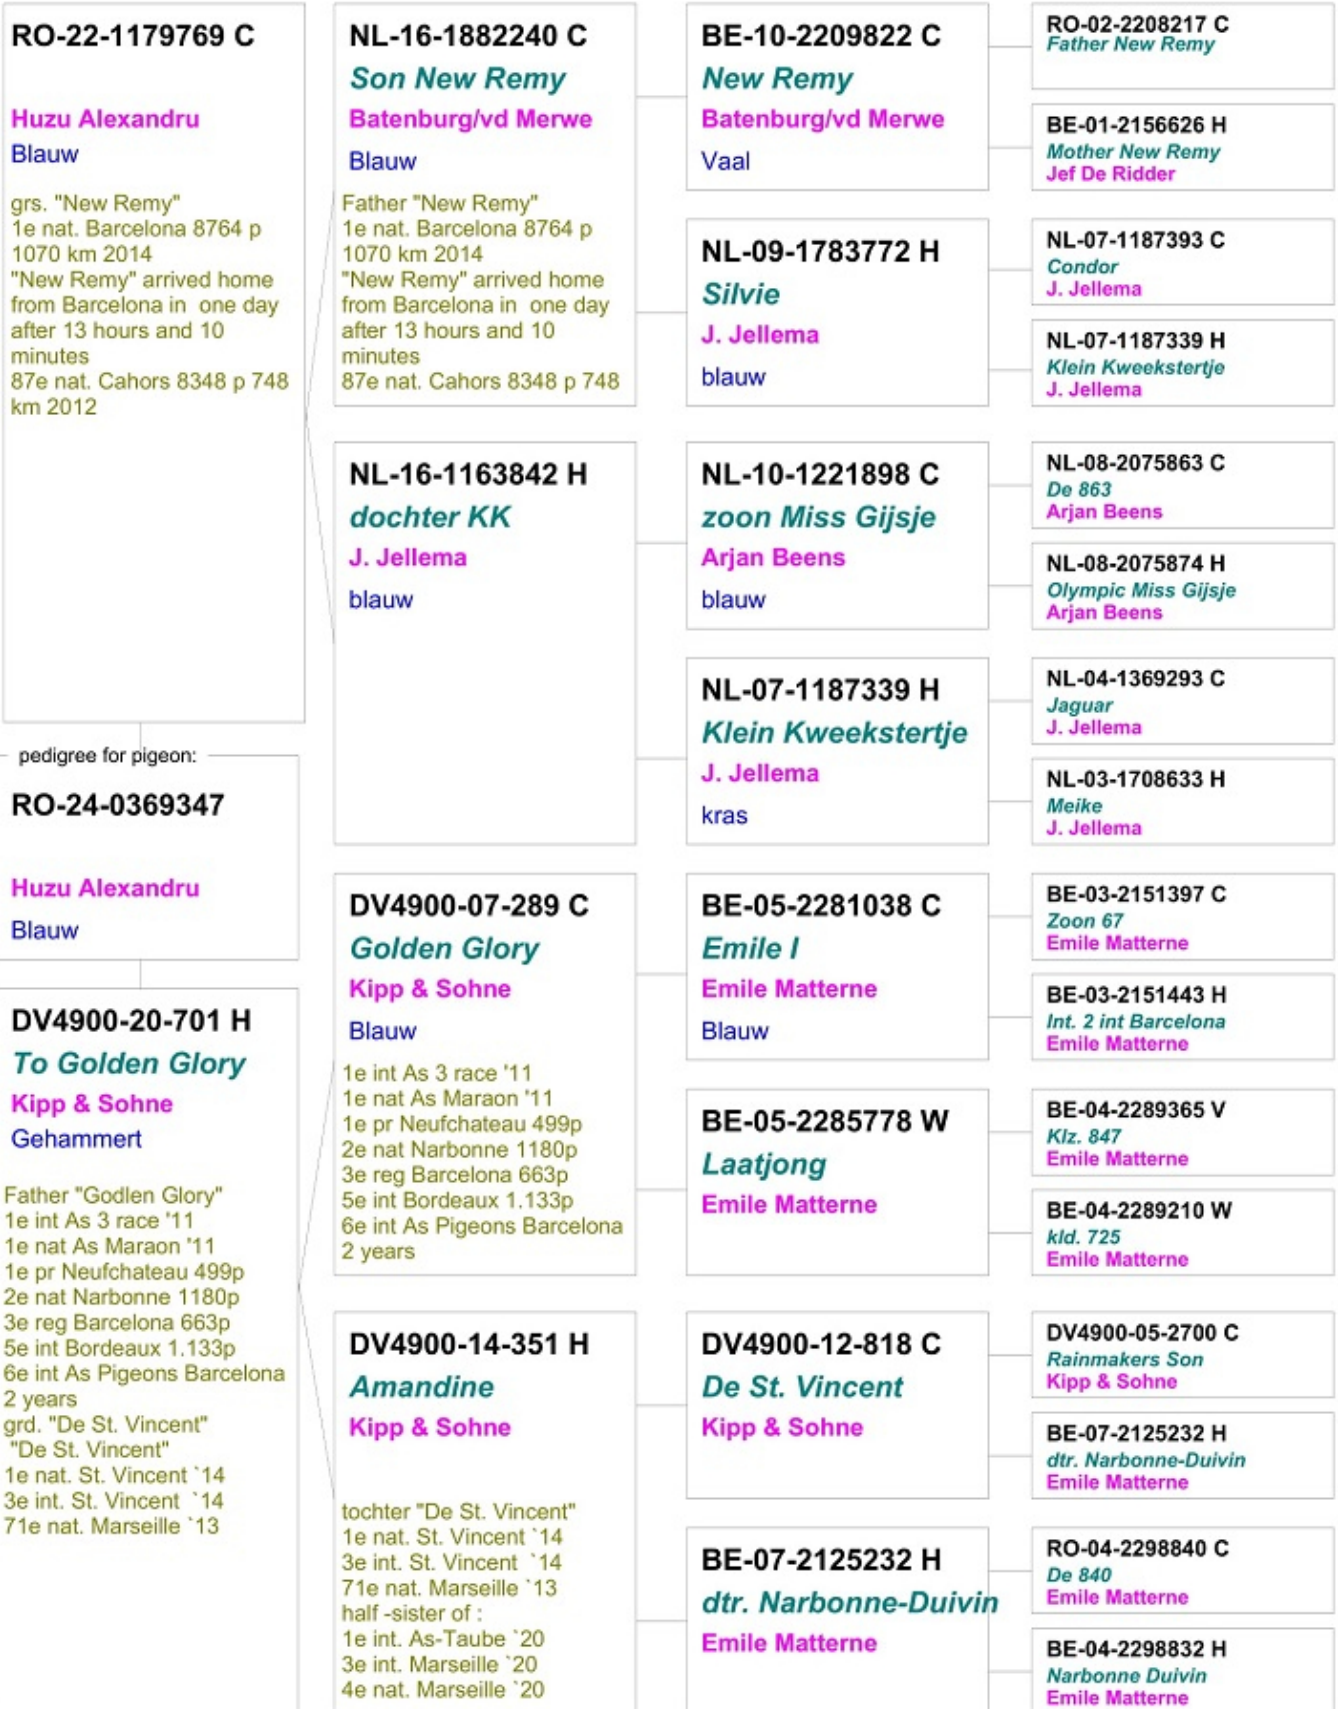 RO-22-1179769 C
Huzu Alexandru
Blauw
grs. "New Remy"
1e nat. Barcelona 8764 p
1070 km 2014
"New Remy" arrived home
from Barcelona in one day
after 13 hours and 10
minutes
87e nat. Cahors 8348 p 748
km 2012
pedigree for pigeon:
RO-24-0369347
Huzu Alexandru
Blauw
DV4900-20-701 H
To Golden Glory
Kipp & Sohne
Gehammert
Father "Godlen Glory"
1e int As 3 race '11
1e nat As Maraon '11
1e pr Neufchateau 499p
2e nat Narbonne 1180p
3e reg Barcelona 663p
5e int Bordeaux 1.133p
6e int As Pigeons Barcelona
2 years
grd. "De St. Vincent"
"De St. Vincent"
1e nat. St. Vincent `14
3e int. St. Vincent `14
71e nat. Marseille `13
NL-16-1882240 C
Son New Remy
Batenburg/vd Merwe
Blauw
Father "New Remy"
1e nat. Barcelona 8764 p
1070 km 2014
"New Remy" arrived home
from Barcelona in one day
after 13 hours and 10
minutes
87e nat. Cahors 8348 p 748
NL-16-1163842 H
dochter KK
J. Jellema
blauw
DV4900-07-289 C
Golden Glory
Kipp & Sohne
Blauw
1e int As 3 race '11
1e nat As Maraon '11
1e pr Neufchateau 499p
2e nat Narbonne 1180p
3e reg Barcelona 663p
5e int Bordeaux 1.133p
6e int As Pigeons Barcelona
2 years
DV4900-14-351 H
Amandine
Kipp & Sohne
tochter "De St. Vincent"
1e nat. St. Vincent `14
3e int. St. Vincent `14
71e nat. Marseille `13
half -sister of :
1e int. As-Taube `20
3e int. Marseille `20
4e nat. Marseille `20
BE-10-2209822 C
New Remy
Batenburg/vd Merwe
Vaal
NL-09-1783772 H
Silvie
J. Jellema
blauw
NL-10-1221898 C
zoon Miss Gijsje
Arjan Beens
blauw
NL-07-1187339 H
Klein Kweekstertje
J. Jellema
kras
BE-05-2281038 C
Emile I
Emile Matterne
Blauw
BE-05-2285778 W
Laatjong
Emile Matterne
DV4900-12-818 C
De St. Vincent
Kipp & Sohne
BE-07-2125232 H
dtr. Narbonne-Duivin
Emile Matterne
RO-02-2208217 C
Father New Remy
BE-01-2156626 H
Mother New Remy
Jef De Ridder
NL-07-1187393 C
Condor
J. Jellema
NL-07-1187339 H
Klein Kweekstertje
J. Jellema
NL-08-2075863 C
De 863
Arjan Beens
NL-08-2075874 H
Olympic Miss Gijsje
Arjan Beens
NL-04-1369293 C
Jaguar
J. Jellema
NL-03-1708633 H
Meike
J. Jellema
BE-03-2151397 C
Zoon 67
Emile Matterne
BE-03-2151443 H
Int. 2 int Barcelona
Emile Matterne
BE-04-2289365 V
Klz. 847
Emile Matterne
BE-04-2289210 W
kld. 725
Emile Matterne
DV4900-05-2700 C
Rainmakers Son
Kipp & Sohne
BE-07-2125232 H
dtr. Narbonne-Duivin
Emile Matterne
RO-04-2298840 C
De 840
Emile Matterne
BE-04-2298832 H
Narbonne Duivin
Emile Matterne